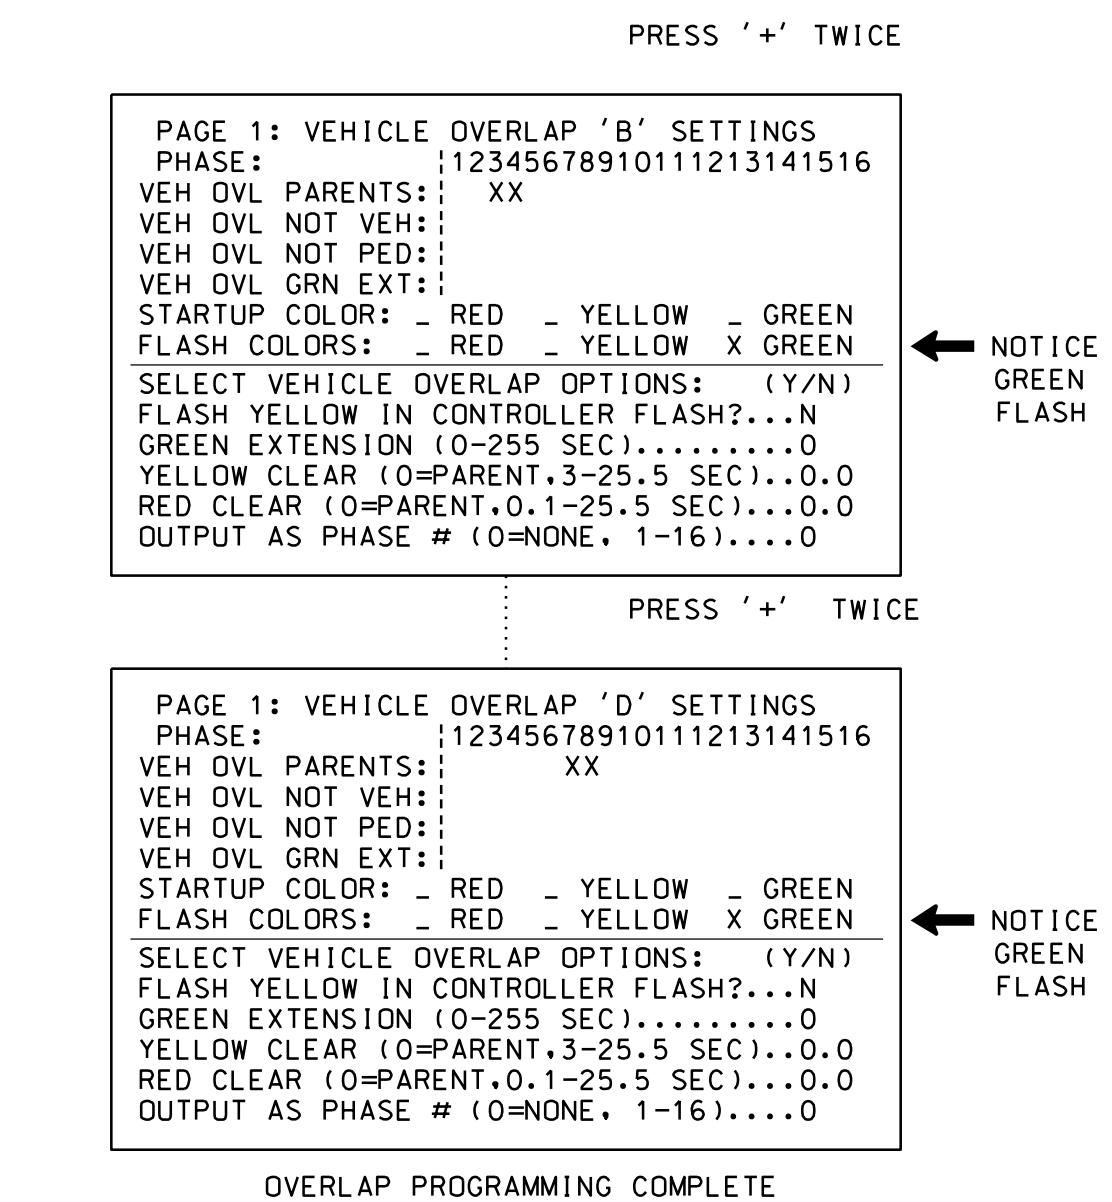 PRESS '+' TWICE
PAGE 1: VEHICLE OVERLAP 'B' SETTINGS
PHASE: ¦12345678910111213141516
VEH OVL PARENTS:¦ XX
VEH OVL NOT VEH:¦
VEH OVL NOT PED:¦
VEH OVL GRN EXT:¦
STARTUP COLOR: _ RED _ YELLOW _ GREEN
FLASH COLORS: _ RED _ YELLOW X GREEN
NOTICE
GREEN
FLASH
SELECT VEHICLE OVERLAP OPTIONS: (Y/N)
FLASH YELLOW IN CONTROLLER FLASH?...N
GREEN EXTENSION (0-255 SEC).........0
YELLOW CLEAR (0=PARENT,3-25.5 SEC)..0.0
RED CLEAR (0=PARENT,0.1-25.5 SEC)...0.0
OUTPUT AS PHASE # (0=NONE, 1-16)....0
PRESS '+' TWICE
PAGE 1: VEHICLE OVERLAP 'D' SETTINGS
PHASE: ¦12345678910111213141516
VEH OVL PARENTS:¦ XX
VEH OVL NOT VEH:¦
VEH OVL NOT PED:¦
VEH OVL GRN EXT:¦
STARTUP COLOR: _ RED _ YELLOW _ GREEN
FLASH COLORS: _ RED _ YELLOW X GREEN
NOTICE
GREEN
FLASH
SELECT VEHICLE OVERLAP OPTIONS: (Y/N)
FLASH YELLOW IN CONTROLLER FLASH?...N
GREEN EXTENSION (0-255 SEC).........0
YELLOW CLEAR (0=PARENT,3-25.5 SEC)..0.0
RED CLEAR (0=PARENT,0.1-25.5 SEC)...0.0
OUTPUT AS PHASE # (0=NONE, 1-16)....0
OVERLAP PROGRAMMING COMPLETE